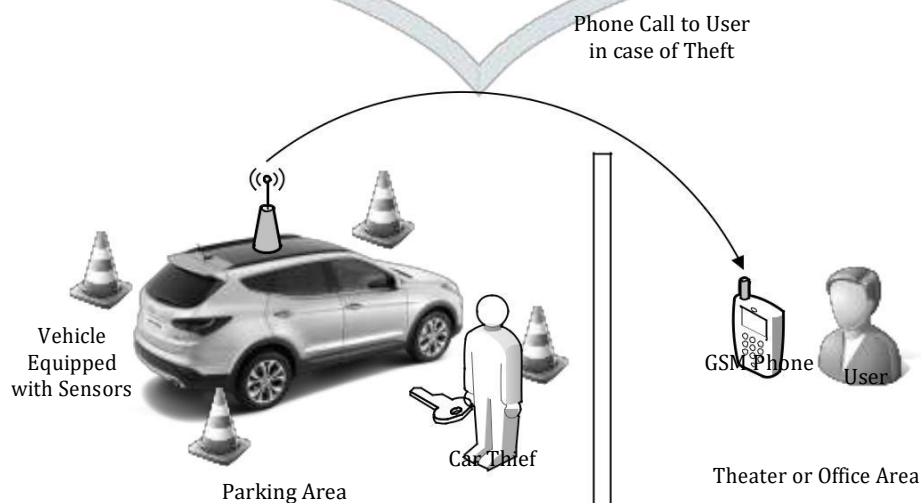 Phone Call to User
in case of Theft
Vehicle
Equipped
with Sensors
GSM Phone
User
Car Thief
Parking Area
Theater or Office Area